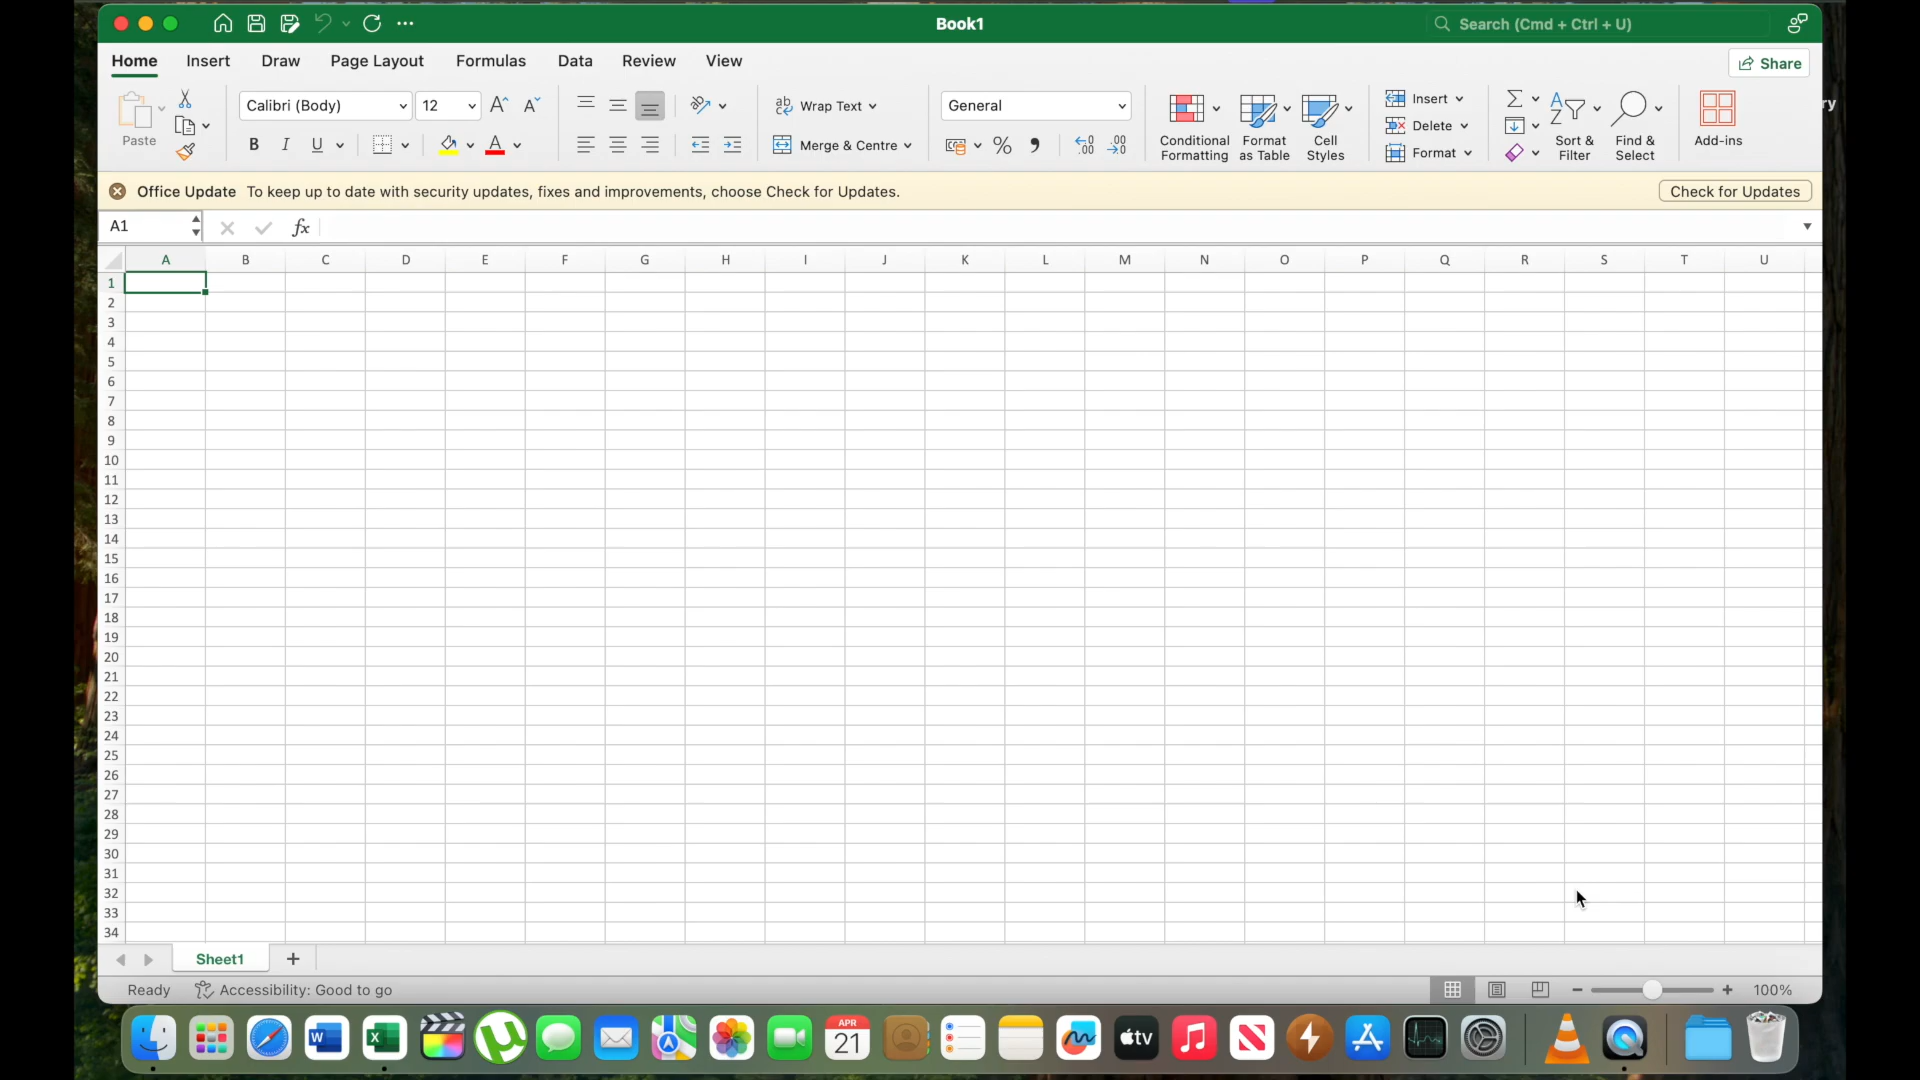 Book1
Search (Cmd + Ctrl + U)
Home Insert Draw Page Layout Formulas Data Review View
Share
Paste
Calibri (Body) 12
Wrap Text
General
B I U
Merge & Centre
Conditional Formatting
Format as Table
Cell Styles
Insert
Delete
Format
Sort & Filter
Find & Select
Add-ins
ry
Office Update To keep up to date with security updates, fixes and improvements, choose Check for Updates.
Check for Updates
A1 fx
A B C D E F G H I J K L M N O P Q R S T U
1
2
3
4
5
6
7
8
9
10
11
12
13
14
15
16
17
18
19
20
21
22
23
24
25
26
27
28
29
30
31
32
33
34
Sheet1
Ready Accessibility: Good to go
100%
APR
21
tv